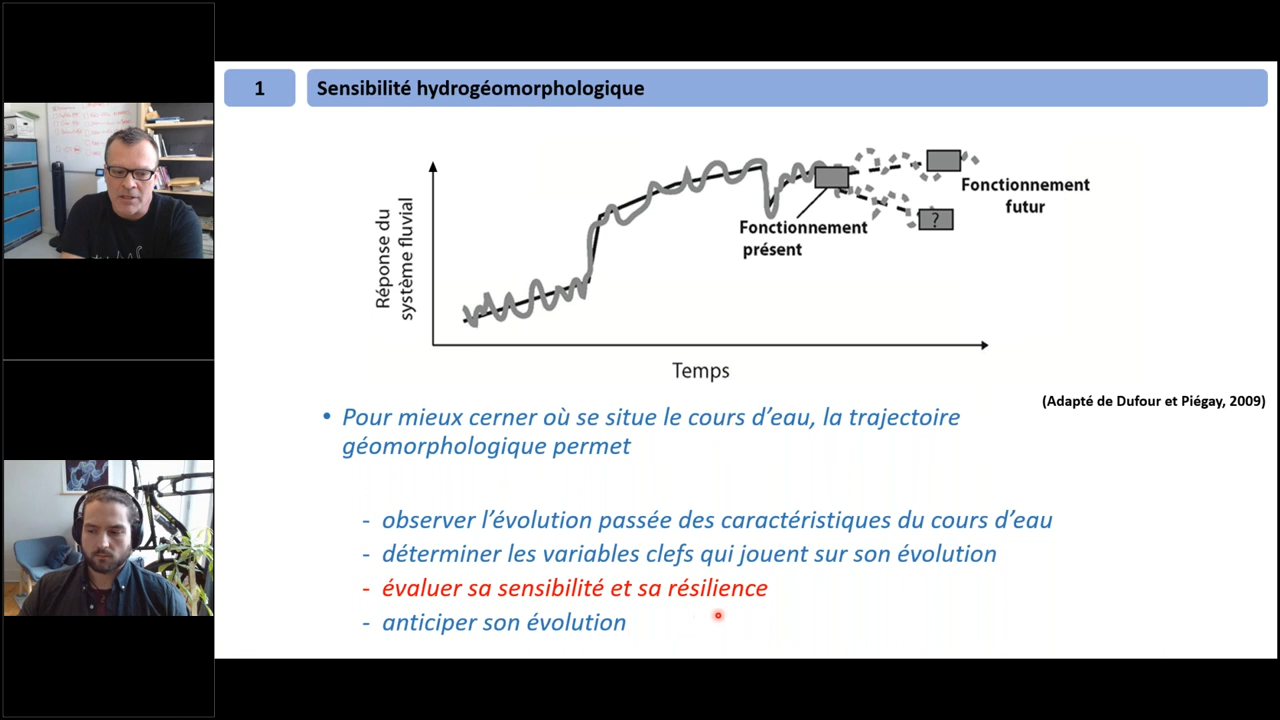 1
Sensibilité hydrogéomorphologique
Réponse du
système fluvial
Fonctionnement
présent
Fonctionnement
futur
?
Temps
(Adapté de Dufour et Piégay, 2009)
• Pour mieux cerner où se situe le cours d’eau, la trajectoire
géomorphologique permet
- observer l’évolution passée des caractéristiques du cours d’eau
- déterminer les variables clefs qui jouent sur son évolution
- évaluer sa sensibilité et sa résilience
- anticiper son évolution